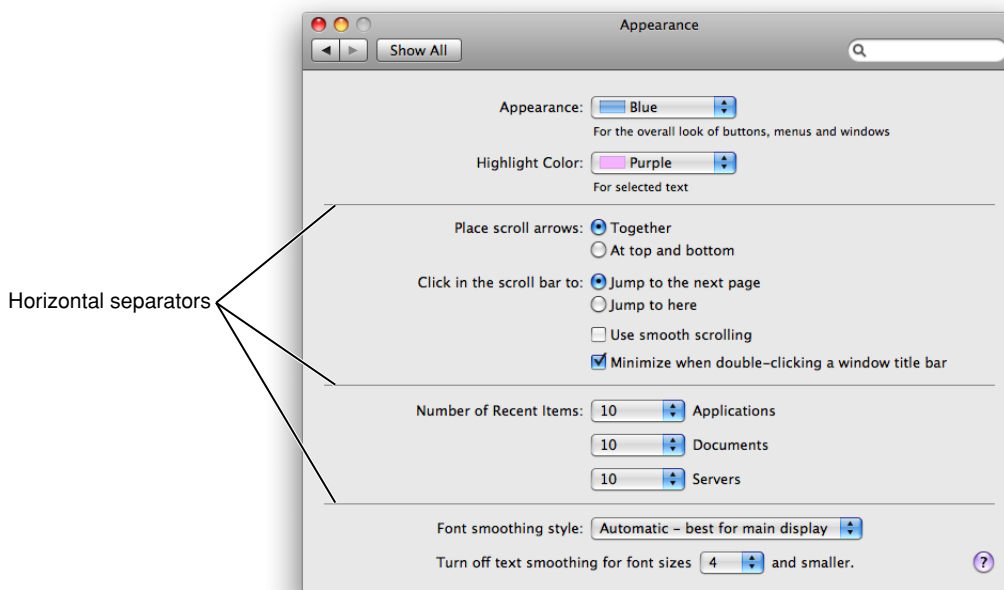 Appearance
Show All
Appearance: Blue
For the overall look of buttons, menus and windows
Highlight Color: Purple
For selected text
Place scroll arrows: Together
At top and bottom
Click in the scroll bar to: Jump to the next page
Horizontal separators
Jump to here
Use smooth scrolling
Minimize when double-clicking a window title bar
Number of Recent Items: 10 Applications
10 Documents
10 Servers
Font smoothing style: Automatic – best for main display
Turn off text smoothing for font sizes 4 and smaller. ?